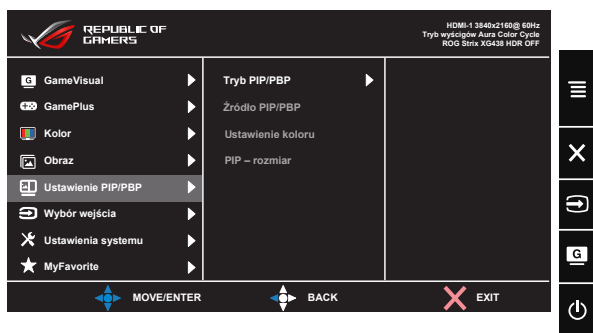 REPUBLIC OF
GAMERS
HDMI-1 3840x2160@ 60Hz
Tryb wyścigów Aura Color Cycle
ROG Strix XG438 HDR OFF
G GameVisual
GamePlus
Kolor
Obraz
Ustawienie PIP/PBP
Wybór wejścia
Ustawienia systemu
MyFavorite
Tryb PIP/PBP
Źródło PIP/PBP
Ustawienie koloru
PIP – rozmiar
G
MOVE/ENTER
BACK
EXIT